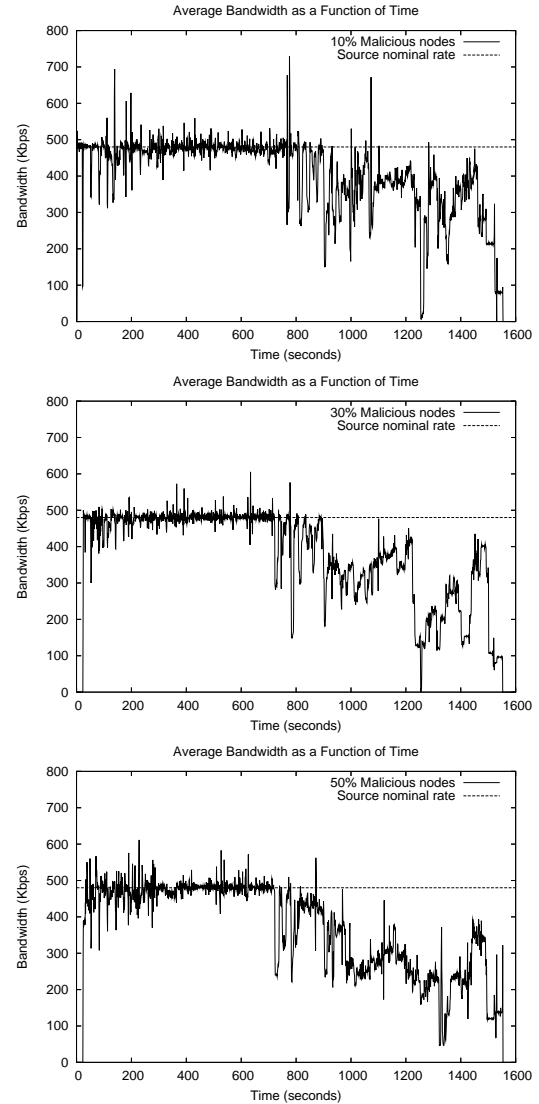 Average Bandwidth as a Function of Time
800
700
600
500
400
300
200
100
0
Bandwidth (Kbps)
10% Malicious nodes
Source nominal rate
0 200 400 600 800 1000 1200 1400 1600
Time (seconds)
Average Bandwidth as a Function of Time
800
700
600
500
400
300
200
100
0
Bandwidth (Kbps)
30% Malicious nodes
Source nominal rate
0 200 400 600 800 1000 1200 1400 1600
Time (seconds)
Average Bandwidth as a Function of Time
800
700
600
500
400
300
200
100
0
Bandwidth (Kbps)
50% Malicious nodes
Source nominal rate
0 200 400 600 800 1000 1200 1400 1600
Time (seconds)